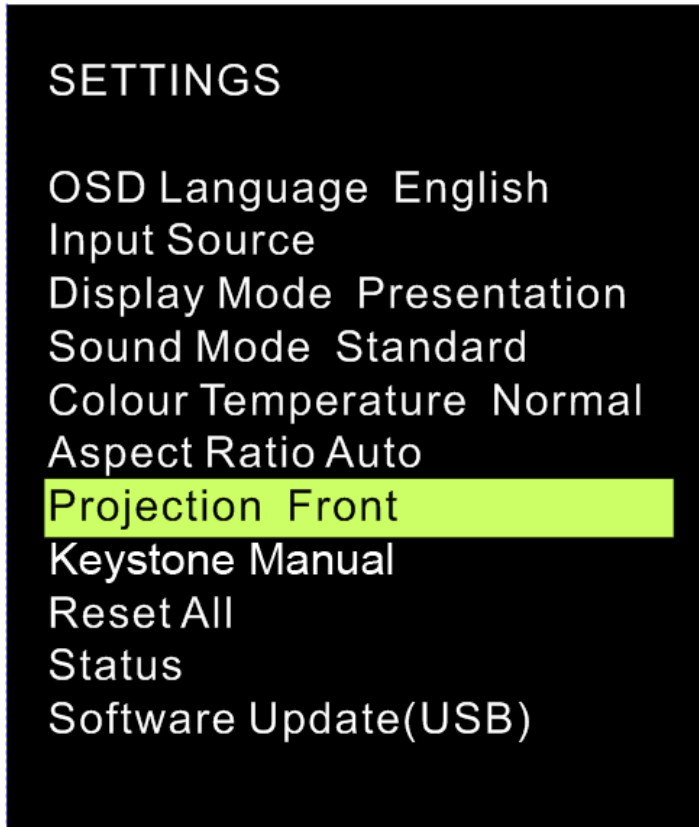 SETTINGS
OSD Language English
Input Source
Display Mode Presentation
Sound Mode Standard
Colour Temperature Normal
Aspect Ratio Auto
Projection Front
Keystone Manual
Reset All
Status
Software Update(USB)